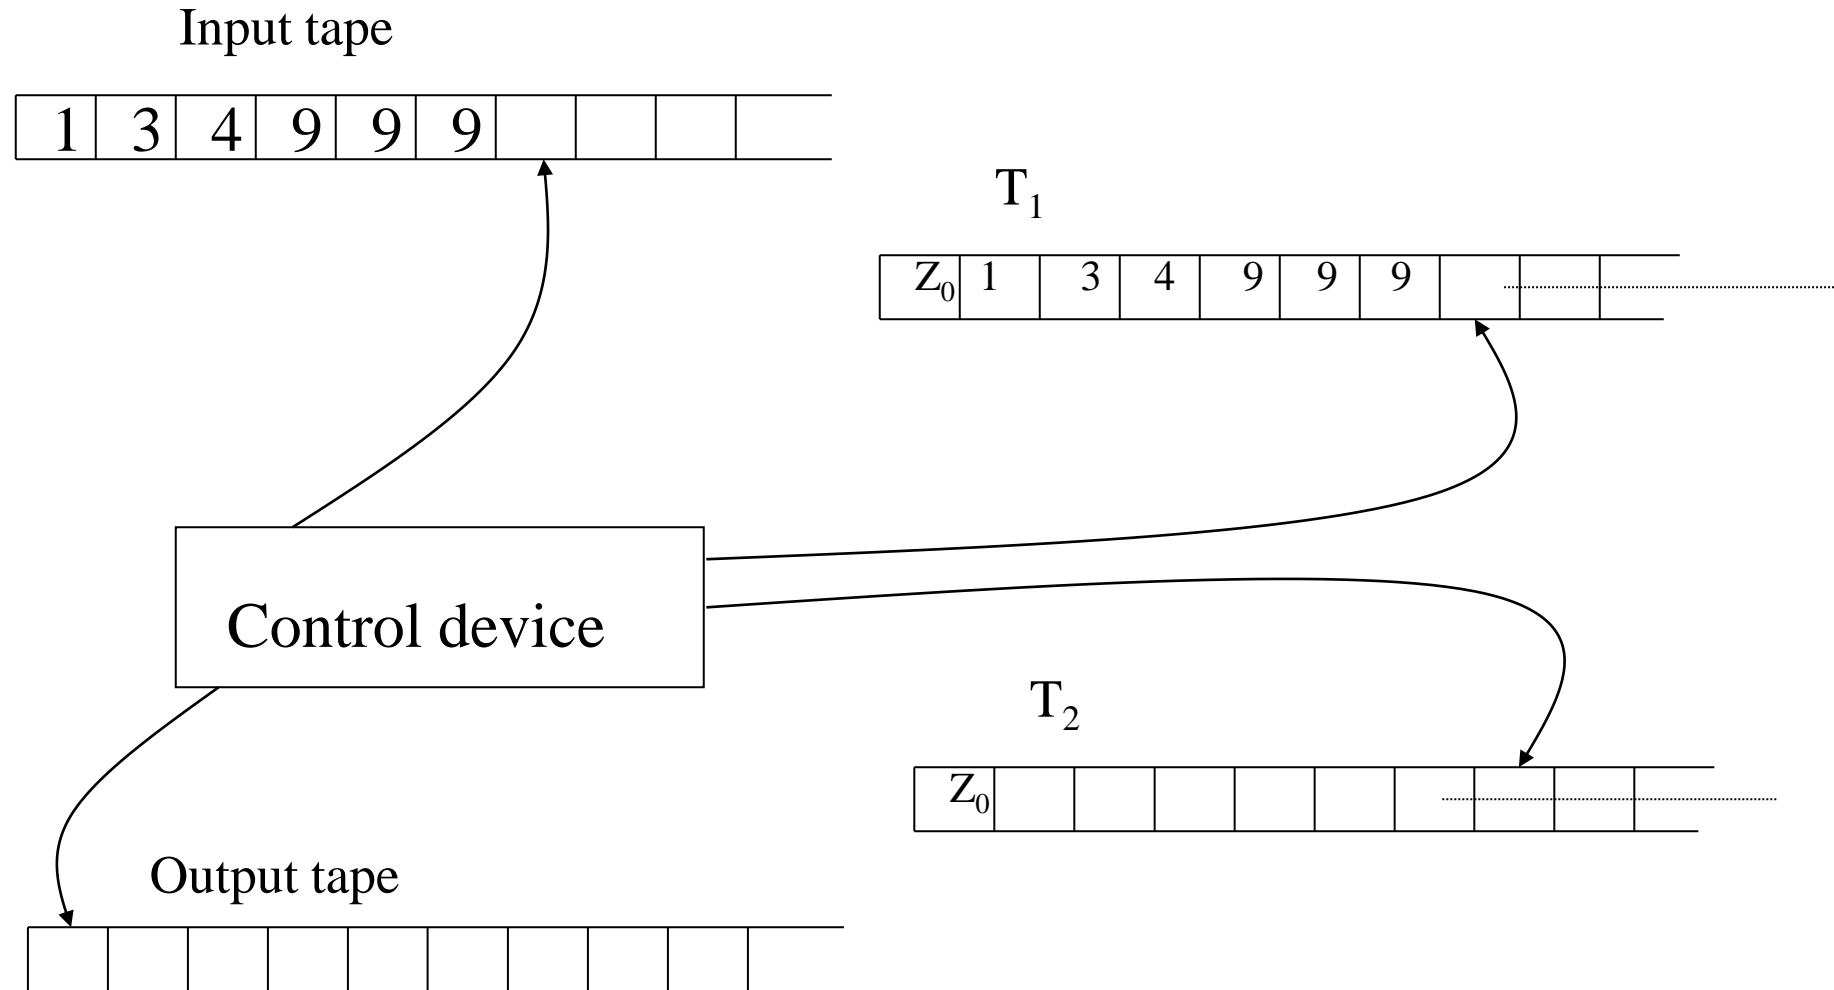 Input tape
1 3 4 9 9 9
T₁
Z₀ 1 3 4 9 9 9
Control device
T₂
Z₀
Output tape